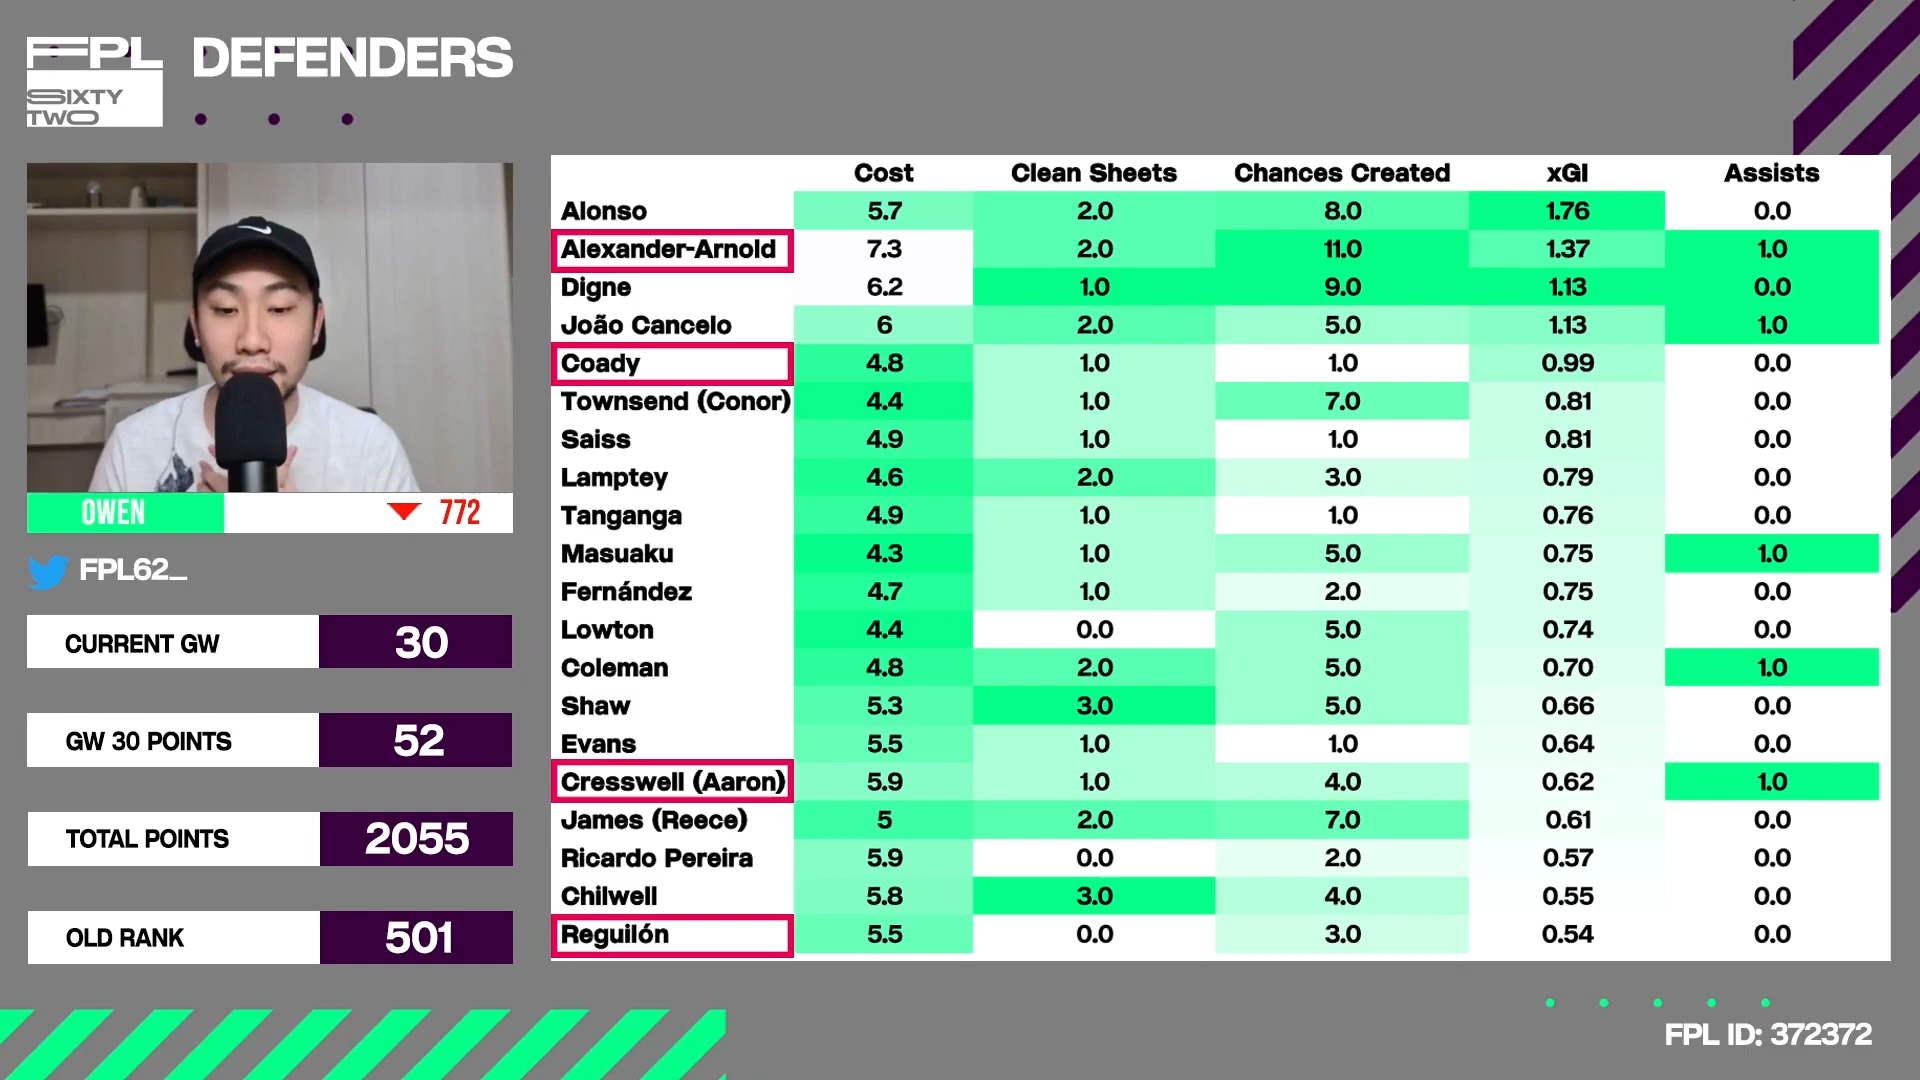 FPL
SIXTY
TWO
DEFENDERS
OWEN 772
FPL62_
CURRENT GW 30
GW 30 POINTS 52
TOTAL POINTS 2055
OLD RANK 501
Cost Clean Sheets Chances Created xGI Assists
Alonso 5.7 2.0 8.0 1.76 0.0
Alexander-Arnold 7.3 2.0 11.0 1.37 1.0
Digne 6.2 1.0 9.0 1.13 0.0
João Cancelo 6 2.0 5.0 1.13 1.0
Coady 4.8 1.0 1.0 0.99 0.0
Townsend (Conor) 4.4 1.0 7.0 0.81 0.0
Saiss 4.9 1.0 1.0 0.81 0.0
Lamptey 4.6 2.0 3.0 0.79 0.0
Tanganga 4.9 1.0 1.0 0.76 0.0
Masuaku 4.3 1.0 5.0 0.75 1.0
Fernández 4.7 1.0 2.0 0.75 0.0
Lowton 4.4 0.0 5.0 0.74 0.0
Coleman 4.8 2.0 5.0 0.70 1.0
Shaw 5.3 3.0 5.0 0.66 0.0
Evans 5.5 1.0 1.0 0.64 0.0
Cresswell (Aaron) 5.9 1.0 4.0 0.62 1.0
James (Reece) 5 2.0 7.0 0.61 0.0
Ricardo Pereira 5.9 0.0 2.0 0.57 0.0
Chilwell 5.8 3.0 4.0 0.55 0.0
Reguilón 5.5 0.0 3.0 0.54 0.0
FPL ID: 372372